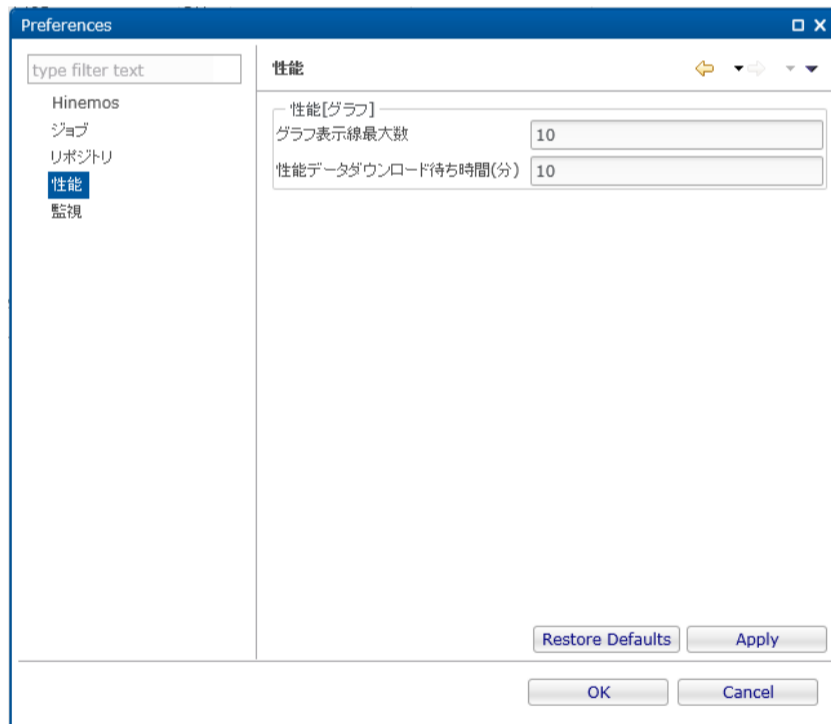 Preferences
type filter text
Hinemos
ジョブ
リポジトリ
性能
監視
性能
性能[グラフ]
グラフ表示線最大数 10
性能データダウンロード待ち時間(分) 10
Restore Defaults Apply
OK Cancel